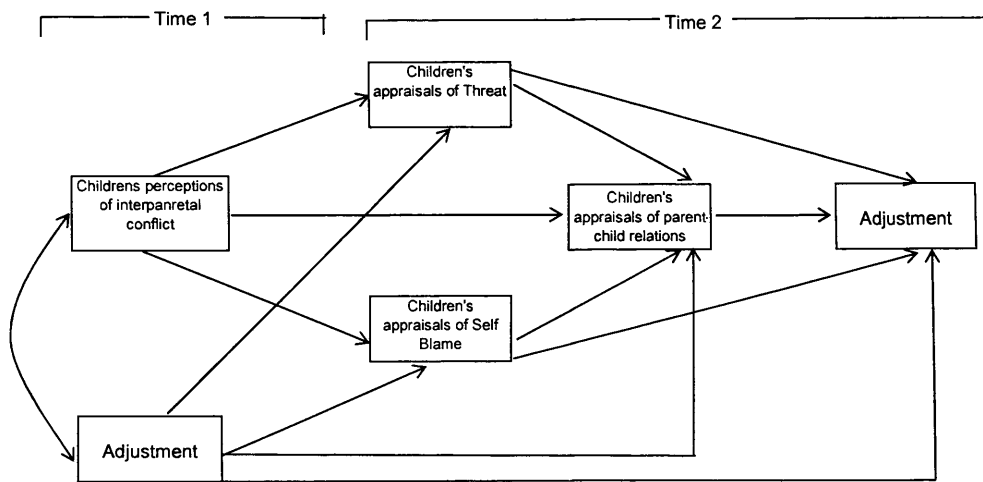 Time 1
Time 2
Children's
appraisals of Threat
Childrens perceptions
of interpanretal
conflict
Children's
appraisals of parent-
child relations
Adjustment
Children's
appraisals of Self
Blame
Adjustment